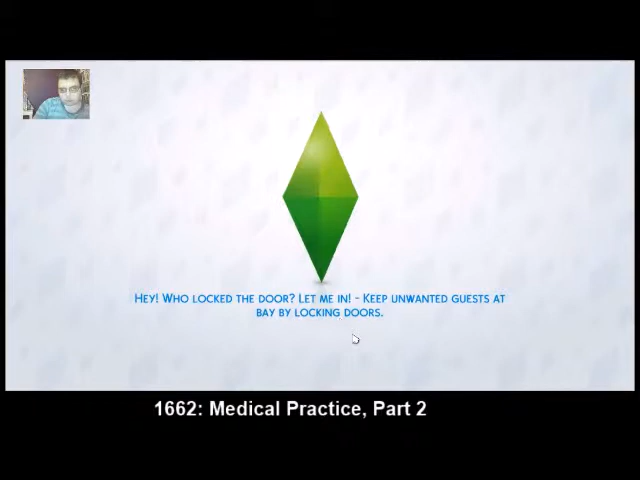 Hey! Who locked the door? Let me in! - Keep unwanted guests at
bay by locking doors.
1662: Medical Practice, Part 2